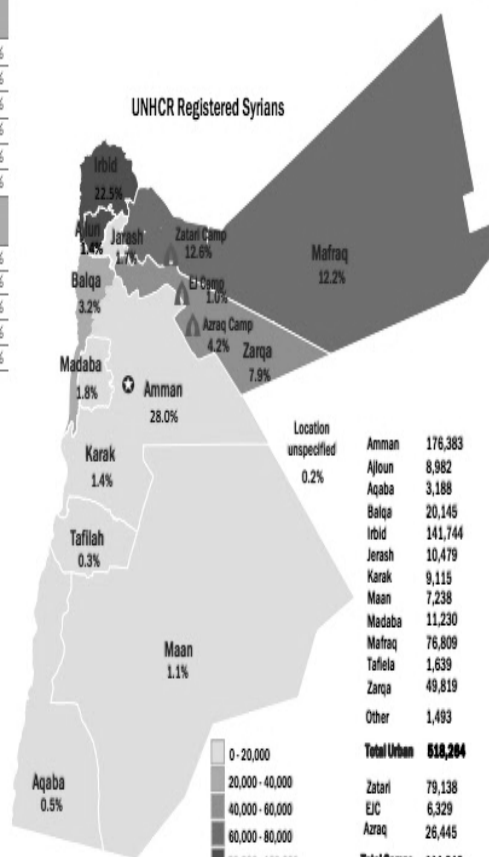 %
%
%
%
%
%
%
%
%
%
%
%
UNHCR Registered Syrians
Irbid
22.5%
Ajlun
1.4%
Jarash
1.7%
Zatari Camp
12.6%
Mafraq
12.2%
Balqa
3.2%
EJ Camp
1.0%
Azraq Camp
4.2%
Zarqa
7.9%
Madaba
1.8%
Amman
28.0%
Location
unspecified
0.2%
Karak
1.4%
Tafilah
0.3%
Maan
1.1%
Aqaba
0.5%
Amman 176,383
Ajloun 8,982
Aqaba 3,188
Balqa 20,145
Irbid 141,744
Jerash 10,479
Karak 9,115
Maan 7,238
Madaba 11,230
Mafraq 76,809
Tafiela 1,639
Zarqa 49,819
Other 1,493
Total Urban 518,264
Zatari 79,138
EJC 6,329
Azraq 26,445
0 - 20,000
20,000 - 40,000
40,000 - 60,000
60,000 - 80,000